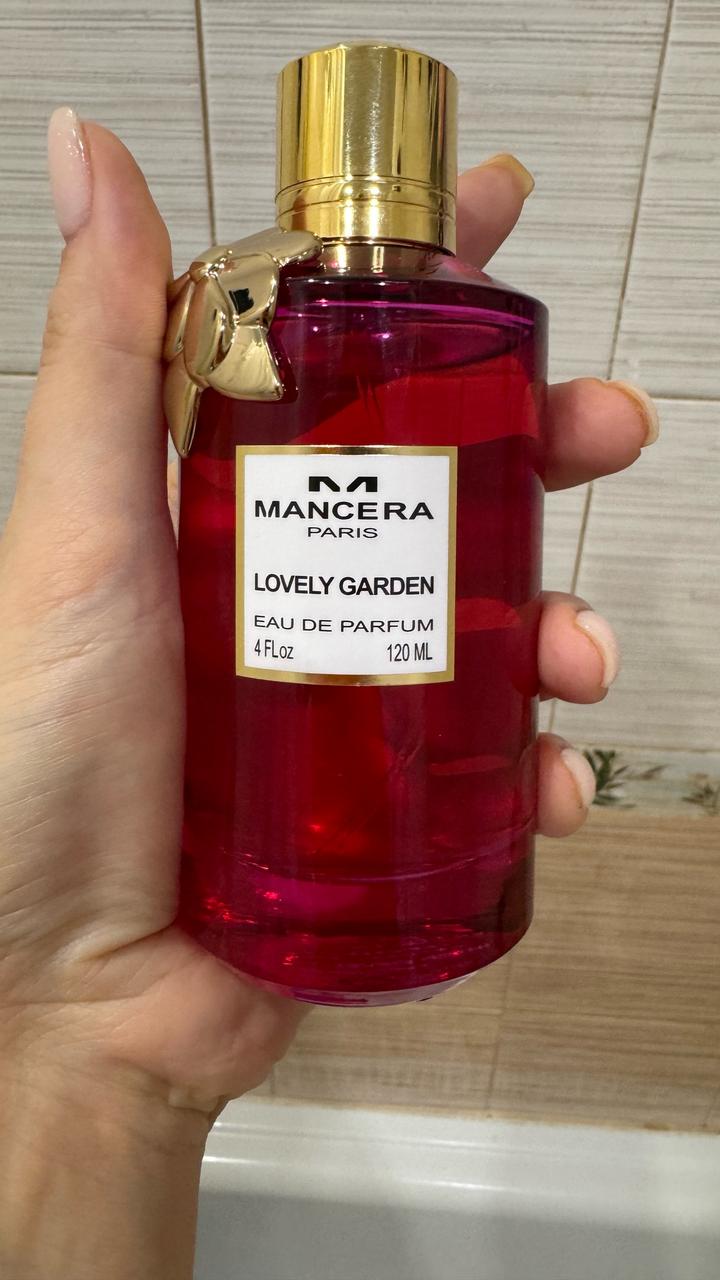 MANCERA
PARIS
LOVELY GARDEN
EAU DE PARFUM
4 FLoz 120 ML